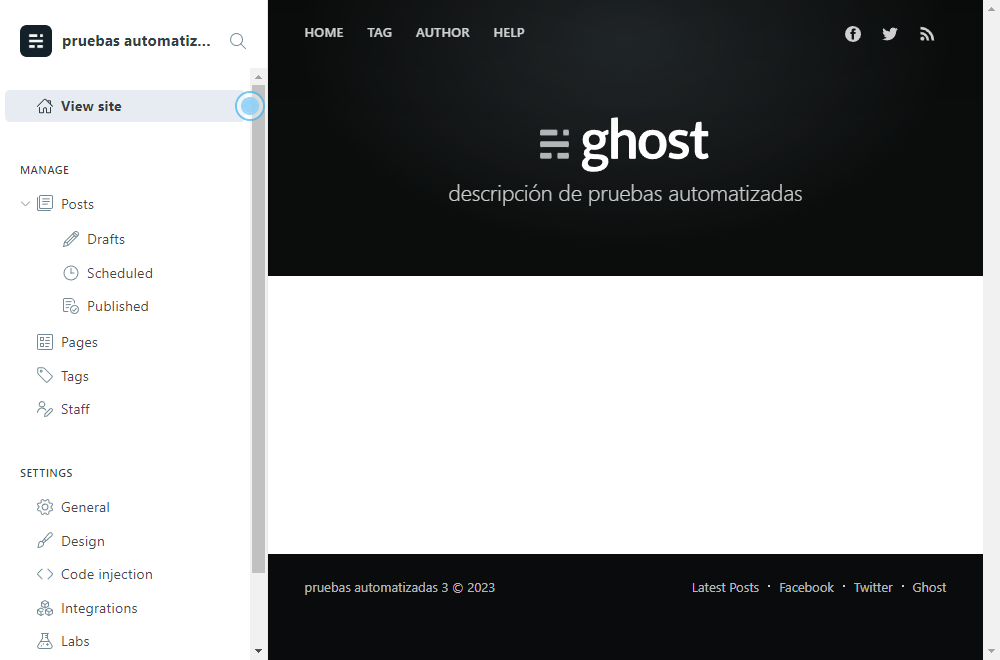 pruebas automatiz...
View site
MANAGE
Posts
Drafts
Scheduled
Published
Pages
Tags
Staff
SETTINGS
General
Design
Code injection
Integrations
Labs
HOME TAG AUTHOR HELP
ghost
descripción de pruebas automatizadas
pruebas automatizadas 3 © 2023
Latest Posts · Facebook · Twitter · Ghost